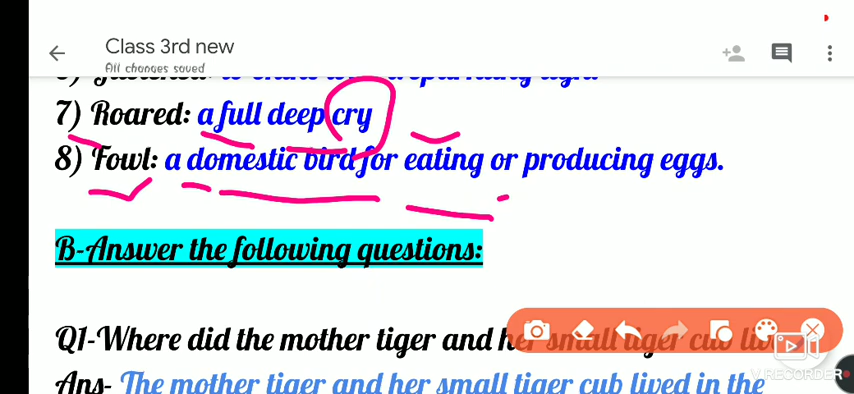 Class 3rd new
All changes saved
7) Roared: a full deep cry
8) Fowl: a domestic bird for eating or producing eggs.
B-Answer the following questions:
Q1-Where did the mother tiger and her small tiger cub
Ans- The mother tiger and her small tiger cub lived in the
V RECORDER